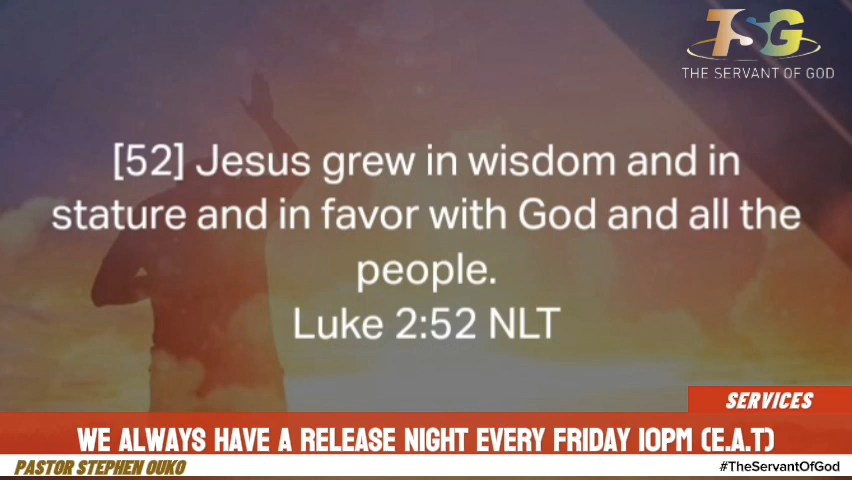 TSG
THE SERVANT OF GOD
[52] Jesus grew in wisdom and in
stature and in favor with God and all the
people.
Luke 2:52 NLT
SERVICES
WE ALWAYS HAVE A RELEASE NIGHT EVERY FRIDAY 10PM (E.A.T)
PASTOR STEPHEN OUKO
#TheServantOfGod